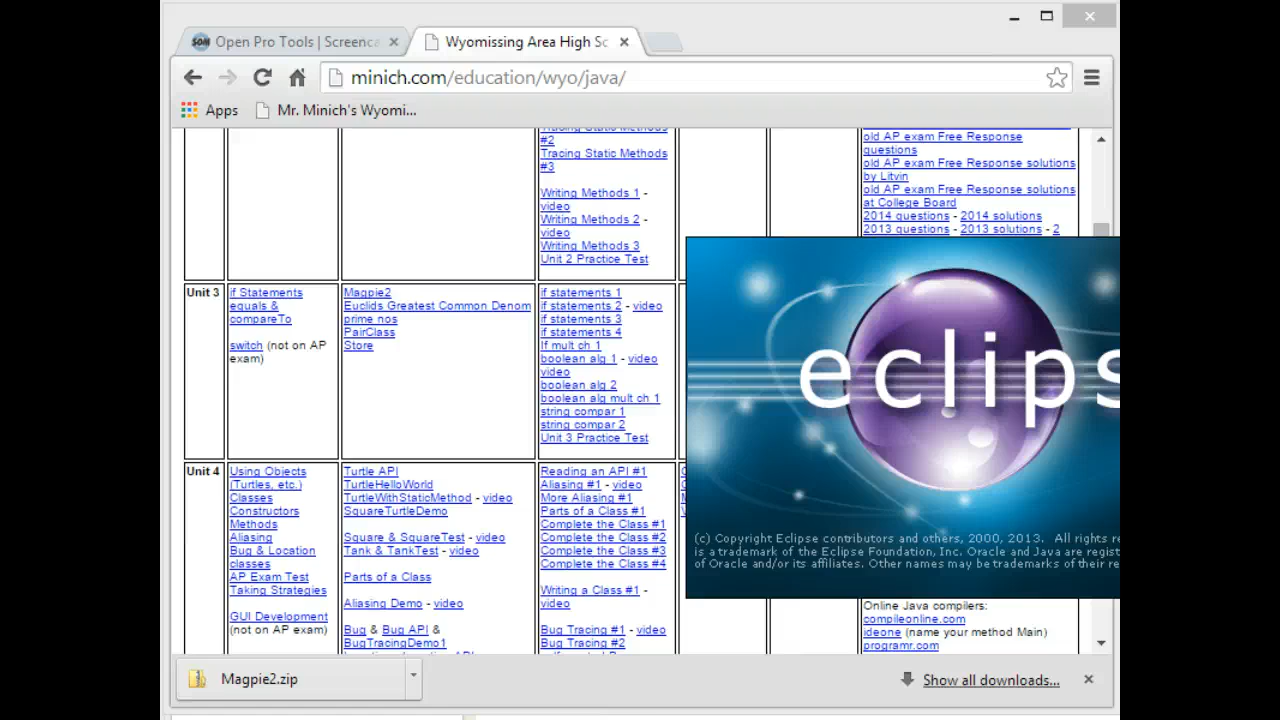 Open Pro Tools | Screenca
Wyomissing Area High Sc
minich.com/education/wyo/java/
Apps
Mr. Minich's Wyomi...
Tracing Static Methods
#2
Tracing Static Methods
#3
Writing Methods 1 -
video
Writing Methods 2 -
video
Writing Methods 3
Unit 2 Practice Test
old AP exam Free Response
questions
old AP exam Free Response solutions
by Litvin
old AP exam Free Response solutions
at College Board
2014 questions - 2014 solutions
2013 questions - 2013 solutions - 2
Unit 3
if Statements
equals &
compareTo
switch (not on AP
exam)
Magpie2
Euclids Greatest Common Denom
prime nos
PairClass
Store
if statements 1
if statements 2 - video
if statements 3
if statements 4
If mult ch 1
boolean alg 1 - video
video
boolean alg 2
boolean alg mult ch 1
string compar 1
string compar 2
Unit 3 Practice Test
eclips
(c) Copyright Eclipse contributors and others, 2000, 2013. All rights re
is a trademark of the Eclipse Foundation, Inc. Oracle and Java are regist
of Oracle and/or its affiliates. Other names may be trademarks of their re
Unit 4
Using Objects
(Turtles, etc.)
Classes
Constructors
Methods
Aliasing
Bug & Location
classes
AP Exam Test
Taking Strategies
GUI Development
(not on AP exam)
Turtle API
TurtleHelloWorld
TurtleWithStaticMethod - video
SquareTurtleDemo
Square & SquareTest - video
Tank & TankTest - video
Parts of a Class
Aliasing Demo - video
Bug & Bug API &
BugTracingDemo1
Reading an API #1
Aliasing #1 - video
More Aliasing #1
Parts of a Class #1
Complete the Class #1
Complete the Class #2
Complete the Class #3
Complete the Class #4
Writing a Class #1 -
video
Bug Tracing #1 - video
Bug Tracing #2
Online Java compilers:
compileonline.com
ideone (name your method Main)
programr.com
Magpie2.zip
Show all downloads...